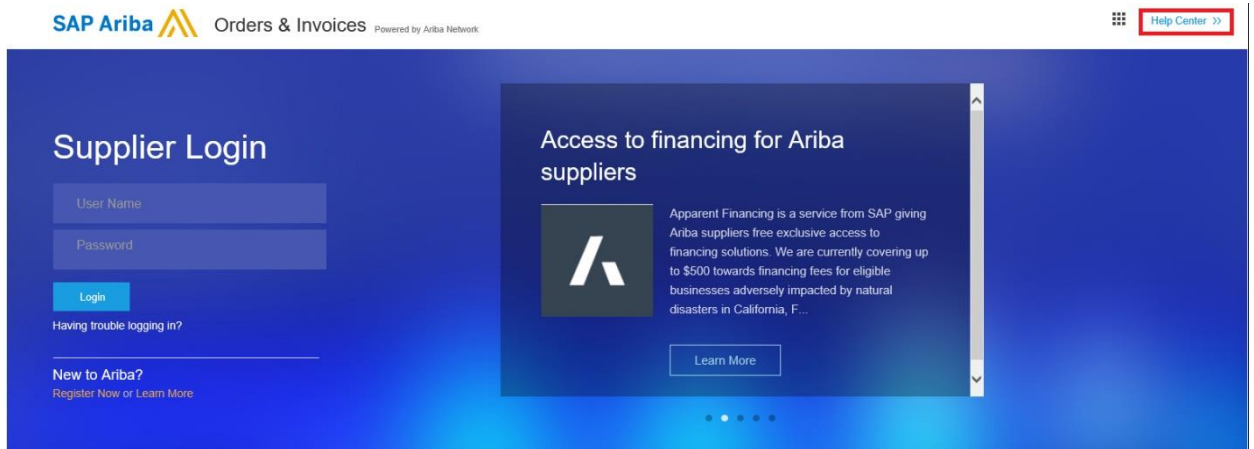 SAP Ariba
Orders & Invoices Powered by Ariba Network
Help Center »
Supplier Login
User Name
Password
Login
Having trouble logging in?
New to Ariba?
Register Now or Learn More
Access to financing for Ariba
suppliers
Apparent Financing is a service from SAP giving
Ariba suppliers free exclusive access to
financing solutions. We are currently covering up
to $500 towards financing fees for eligible
businesses adversely impacted by natural
disasters in California, F...
Learn More